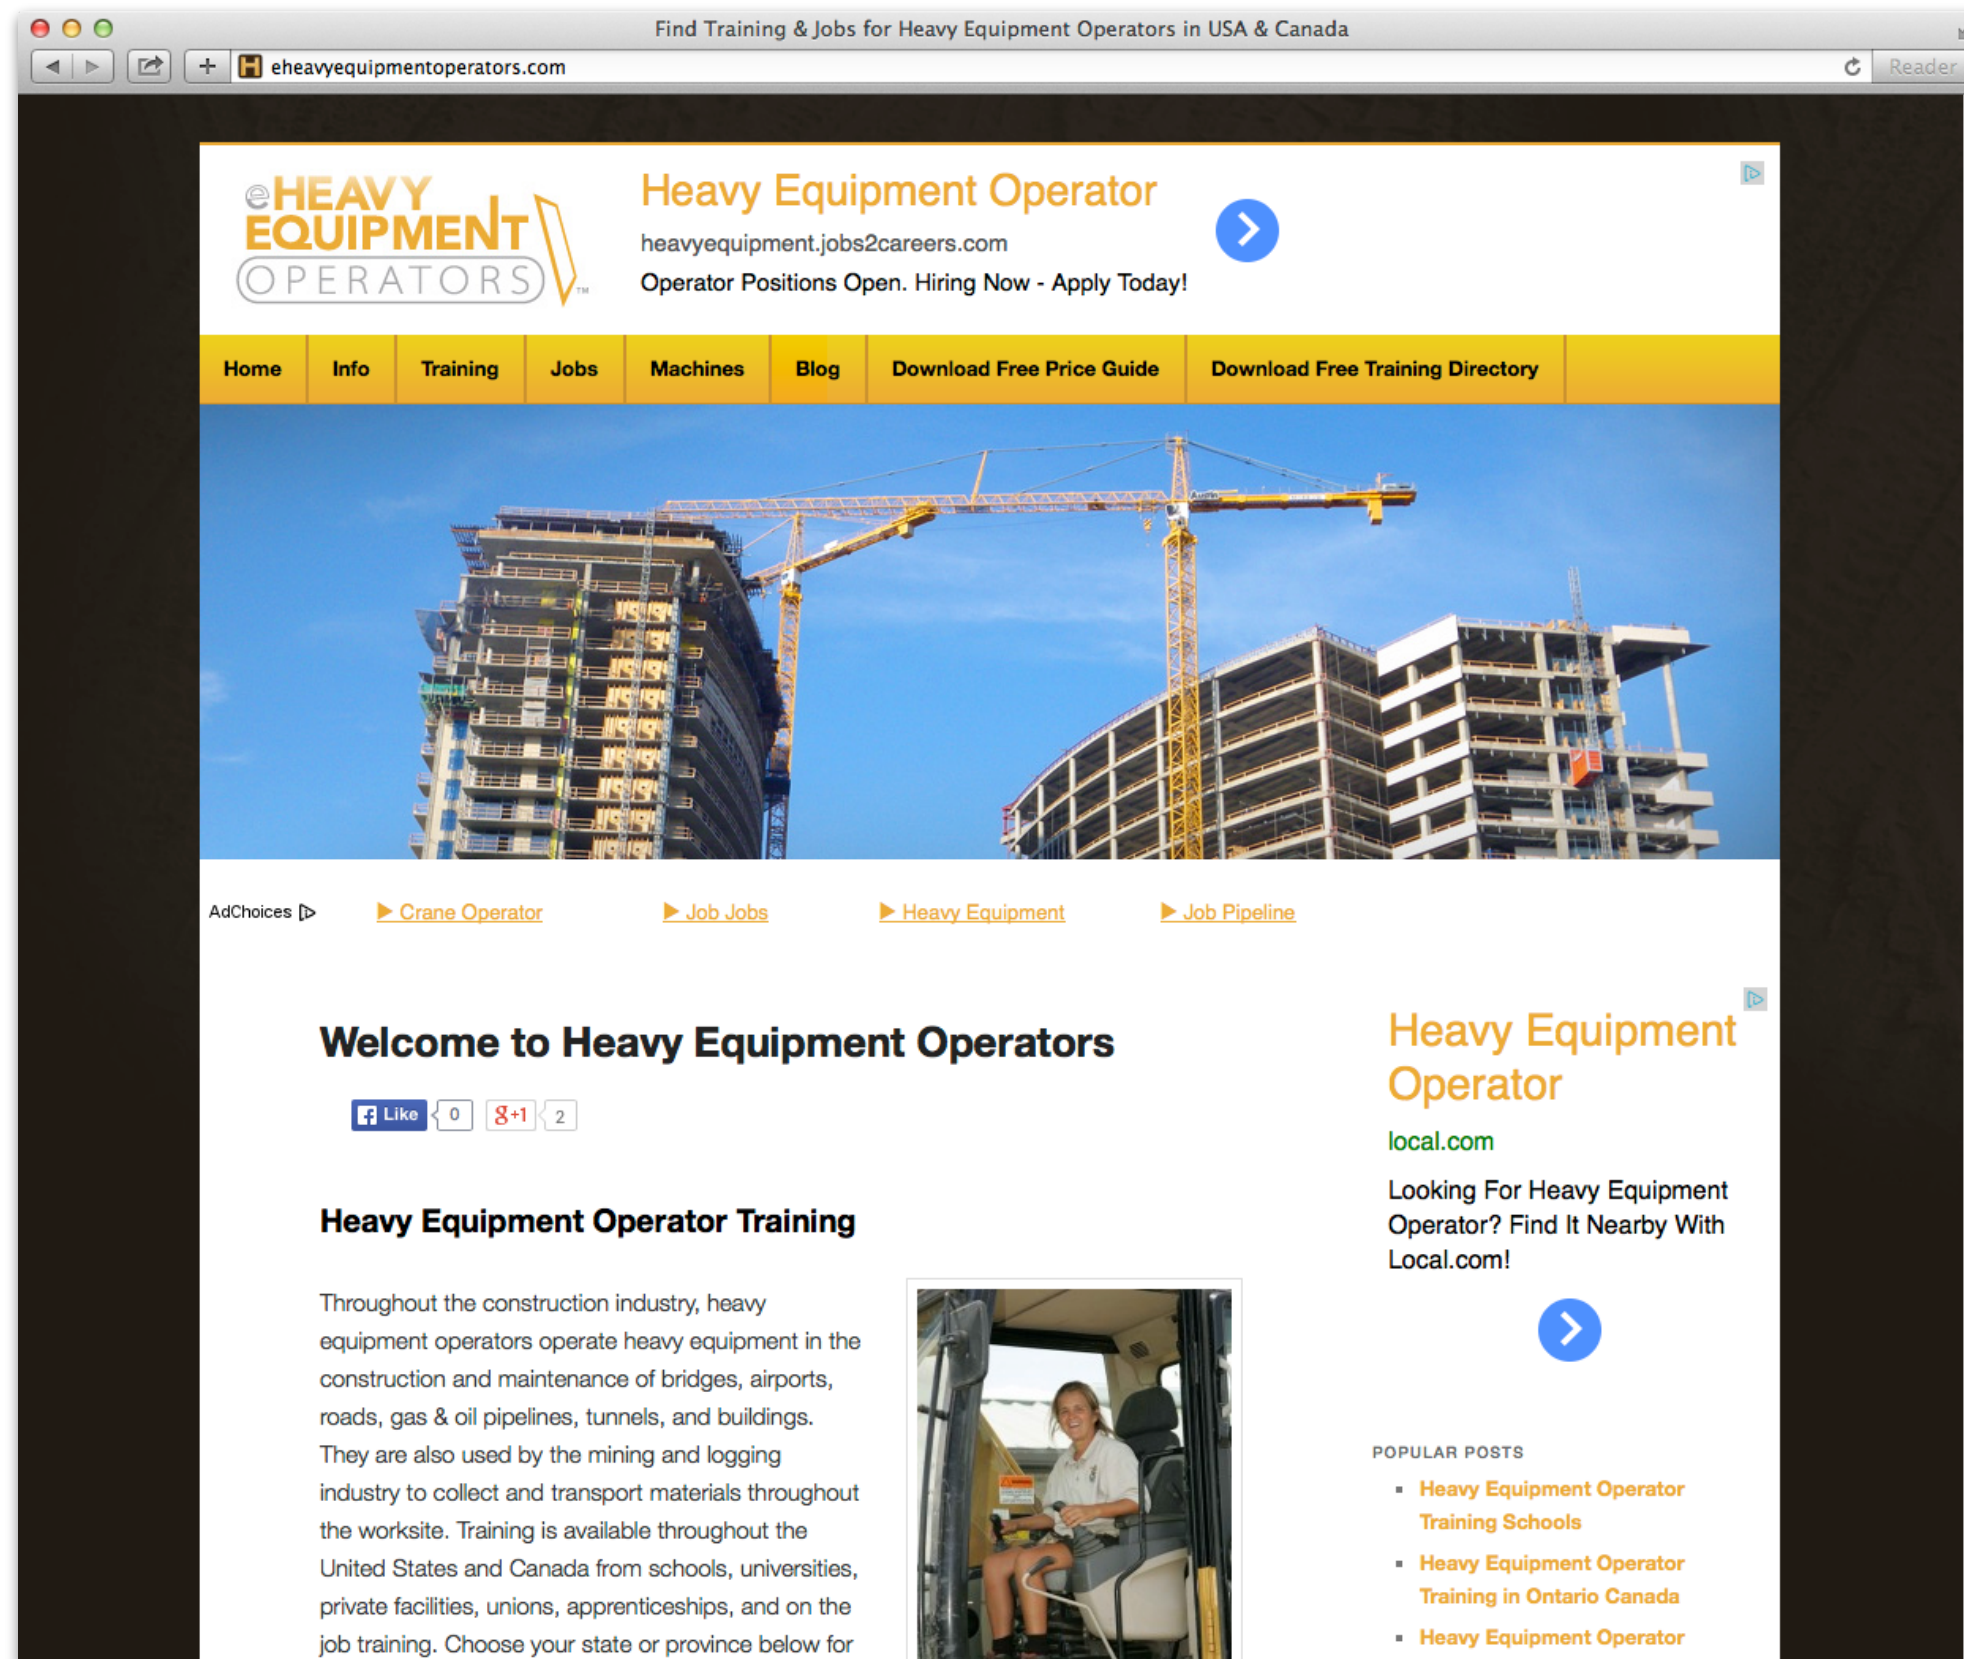 Find Training & Jobs for Heavy Equipment Operators in USA & Canada
eheavyequipmentoperators.com
Reader
eHEAVY
EQUIPMENT
OPERATORS
TM
Heavy Equipment Operator
heavyequipment.jobs2careers.com
Operator Positions Open. Hiring Now - Apply Today!
Home Info Training Jobs Machines Blog Download Free Price Guide Download Free Training Directory
Austin
AdChoices
Crane Operator
Job Jobs
Heavy Equipment
Job Pipeline
Welcome to Heavy Equipment Operators
Like 0 g+1 2
Heavy Equipment Operator Training
Throughout the construction industry, heavy
equipment operators operate heavy equipment in the
construction and maintenance of bridges, airports,
roads, gas & oil pipelines, tunnels, and buildings.
They are also used by the mining and logging
industry to collect and transport materials throughout
the worksite. Training is available throughout the
United States and Canada from schools, universities,
private facilities, unions, apprenticeships, and on the
job training. Choose your state or province below for
Heavy Equipment
Operator
local.com
Looking For Heavy Equipment
Operator? Find It Nearby With
Local.com!
POPULAR POSTS
Heavy Equipment Operator
Training Schools
Heavy Equipment Operator
Training in Ontario Canada
Heavy Equipment Operator